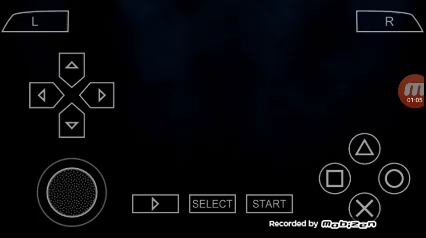 L
R
01:05
SELECT
START
Recorded by mobizen